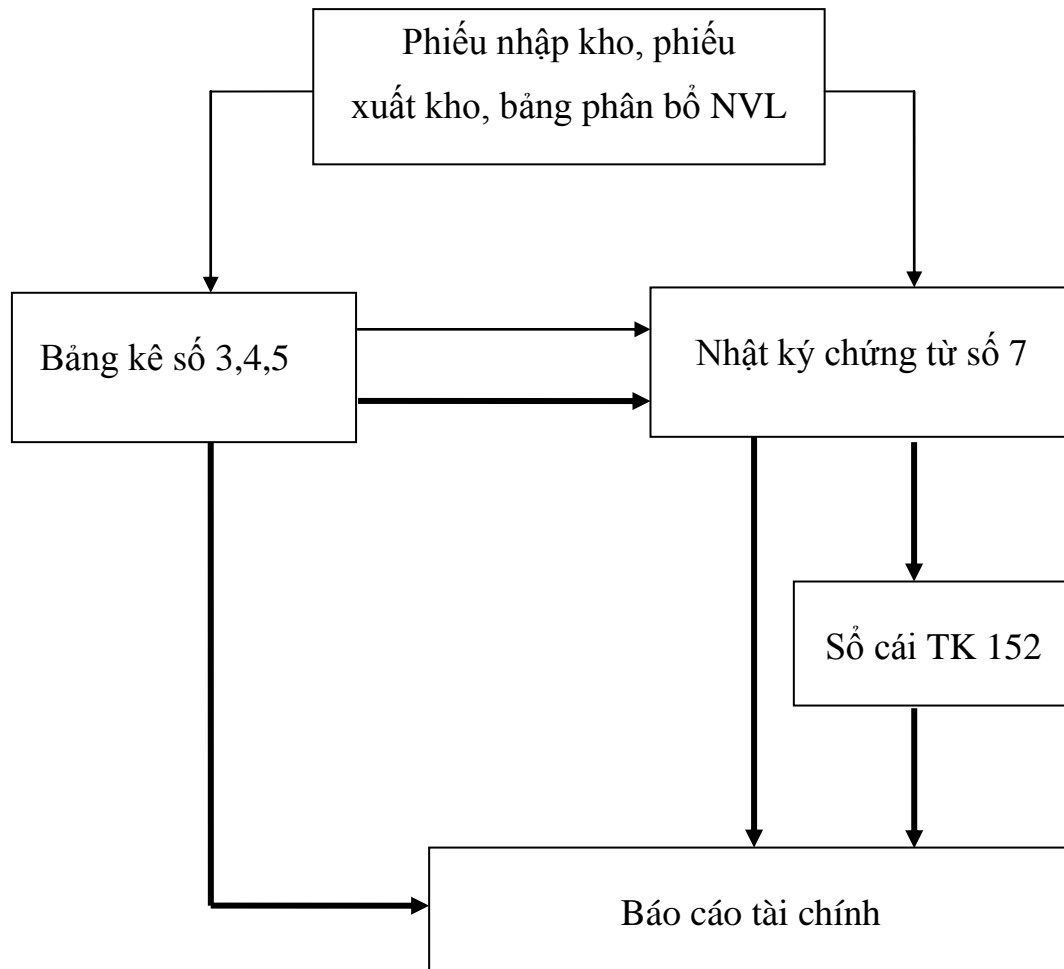 Phiếu nhập kho, phiếu
xuất kho, bảng phân bổ NVL
Bảng kê số 3,4,5
Nhật ký chứng từ số 7
Sổ cái TK 152
Báo cáo tài chính